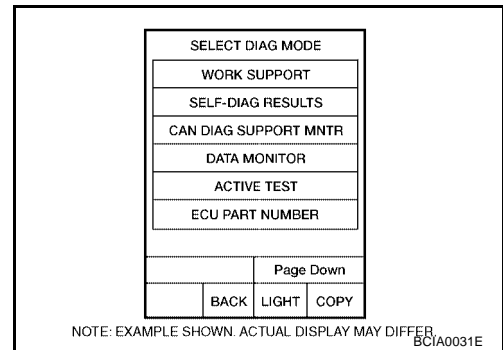 SELECT DIAG MODE
WORK SUPPORT
SELF-DIAG RESULTS
CAN DIAG SUPPORT MNTR
DATA MONITOR
ACTIVE TEST
ECU PART NUMBER
Page Down
BACK LIGHT COPY
NOTE: EXAMPLE SHOWN. ACTUAL DISPLAY MAY DIFFER.
BCIA0031E